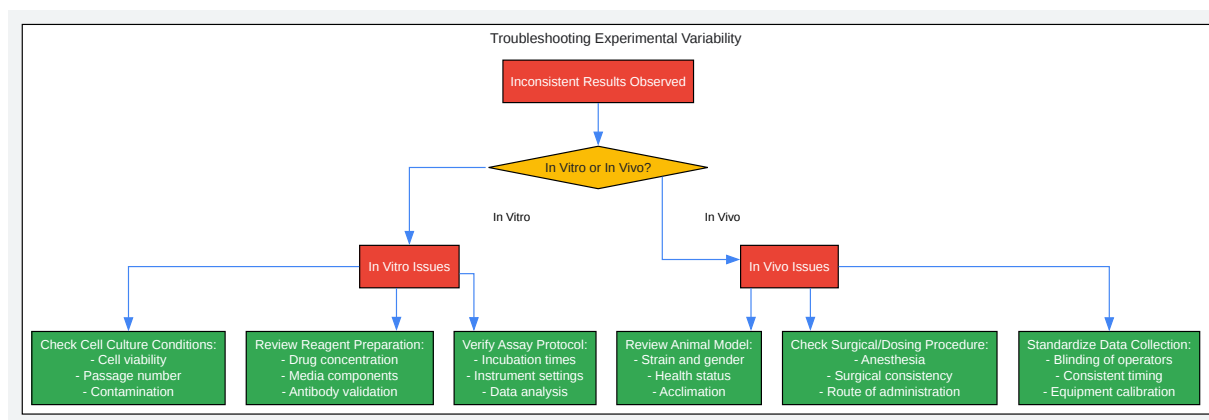 Troubleshooting Experimental Variability
Inconsistent Results Observed
In Vitro or In Vivo?
In Vitro
In Vivo
In Vitro Issues
In Vivo Issues
Check Cell Culture Conditions:
- Cell viability
- Passage number
- Contamination
Review Reagent Preparation:
- Drug concentration
- Media components
- Antibody validation
Verify Assay Protocol:
- Incubation times
- Instrument settings
- Data analysis
Review Animal Model:
- Strain and gender
- Health status
- Acclimation
Check Surgical/Dosing Procedure:
- Anesthesia
- Surgical consistency
- Route of administration
Standardize Data Collection:
- Blinding of operators
- Consistent timing
- Equipment calibration